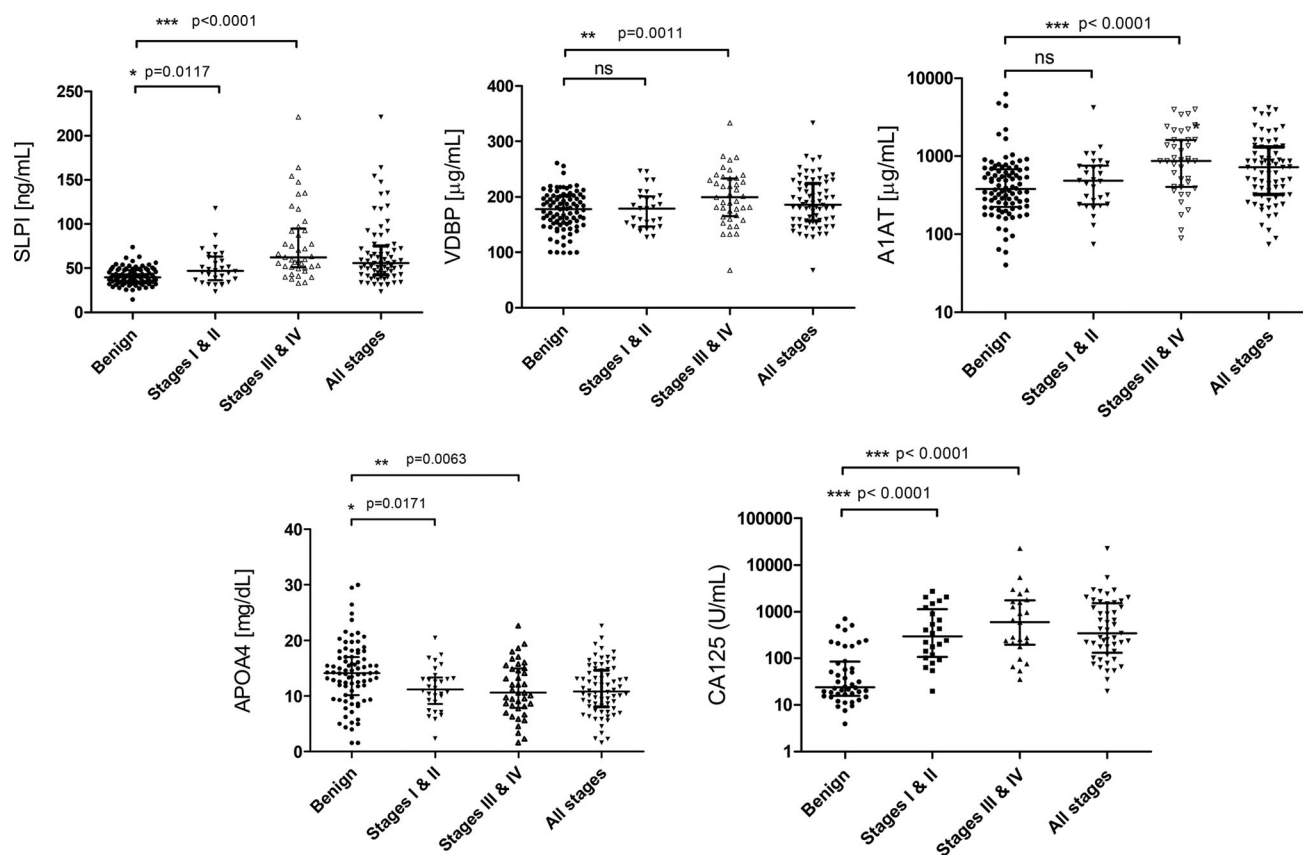 *** p<0.0001
* p=0.0117
SLPI [ng/mL]
250
200
150
100
50
0
Benign
Stages I & II
Stages III & IV
All stages
** p=0.0011
ns
VDBP [µg/mL]
400
300
200
100
0
Benign
Stages I & II
Stages III & IV
All stages
*** p< 0.0001
ns
A1AT [µg/mL]
10000
1000
100
10
*
Benign
Stages I & II
Stages III & IV
All stages
** p=0.0063
* p=0.0171
APOA4 [mg/dL]
40
30
20
10
0
Benign
Stages I & II
Stages III & IV
All stages
*** p< 0.0001
*** p< 0.0001
CA125 (U/mL)
100000
10000
1000
100
10
1
Benign
Stages I & II
Stages III & IV
All stages